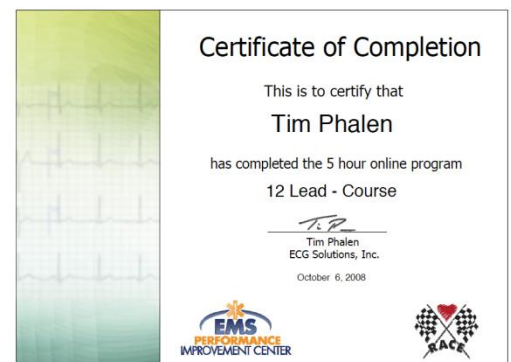 Certificate of Completion
This is to certify that
Tim Phalen
has completed the 5 hour online program
12 Lead - Course
Tim Phalen
ECG Solutions, Inc.
October 6, 2008
EMS
PERFORMANCE
IMPROVEMENT CENTER
RACE